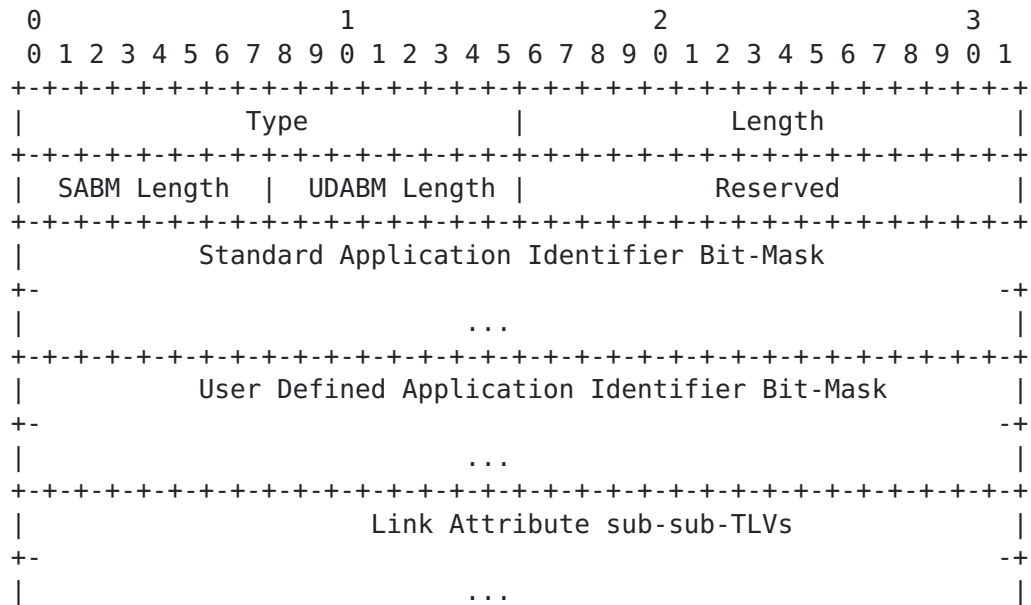 0                   1                   2                   3
 0 1 2 3 4 5 6 7 8 9 0 1 2 3 4 5 6 7 8 9 0 1 2 3 4 5 6 7 8 9 0 1
+-+-+-+-+-+-+-+-+-+-+-+-+-+-+-+-+-+-+-+-+-+-+-+-+-+-+-+-+-+-+-+-+
|              Type             |             Length            |
+-+-+-+-+-+-+-+-+-+-+-+-+-+-+-+-+-+-+-+-+-+-+-+-+-+-+-+-+-+-+-+-+
|  SABM Length  |  UDABM Length |            Reserved           |
+-+-+-+-+-+-+-+-+-+-+-+-+-+-+-+-+-+-+-+-+-+-+-+-+-+-+-+-+-+-+-+-+
|           Standard Application Identifier Bit-Mask
+-                                                             -+
|                            ...                                |
+-+-+-+-+-+-+-+-+-+-+-+-+-+-+-+-+-+-+-+-+-+-+-+-+-+-+-+-+-+-+-+-+
|           User Defined Application Identifier Bit-Mask        |
+-                                                             -+
|                            ...                                |
+-+-+-+-+-+-+-+-+-+-+-+-+-+-+-+-+-+-+-+-+-+-+-+-+-+-+-+-+-+-+-+-+
|                      Link Attribute sub-sub-TLVs              |
+-                                                             -+
|                            ...                                |